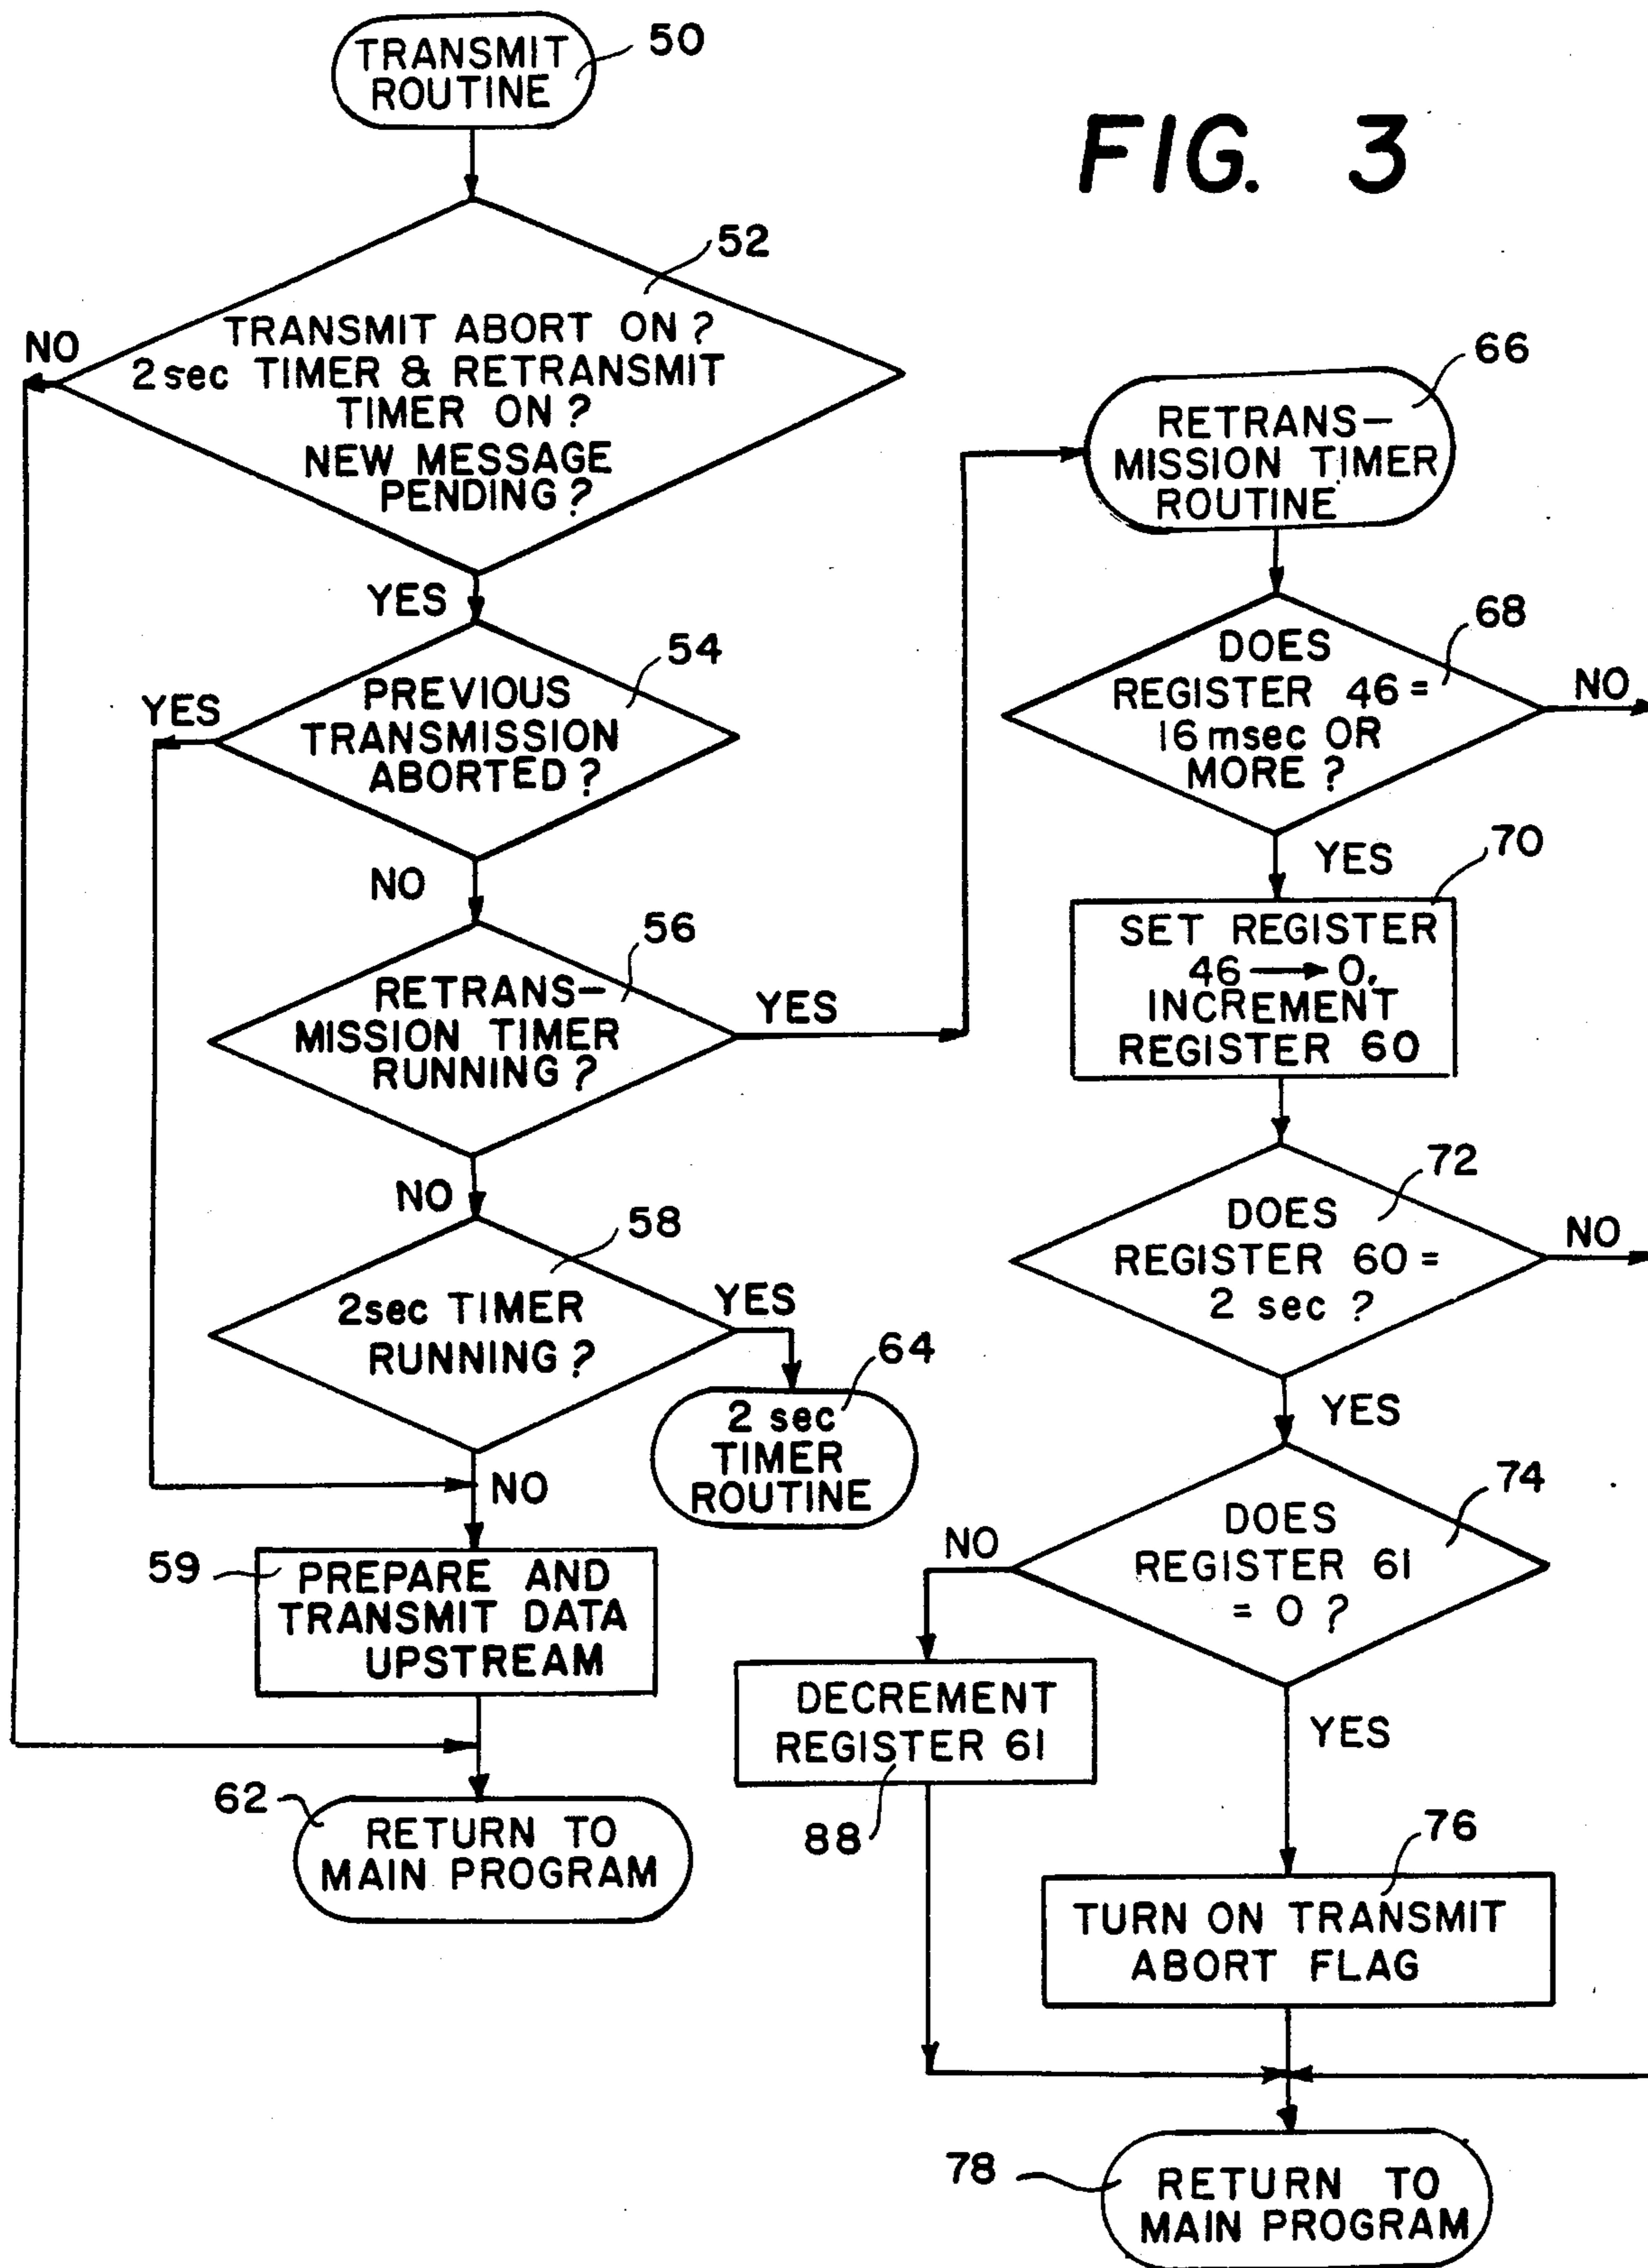 FIG. 3
TRANSMIT
ROUTINE
50
52
TRANSMIT ABORT ON?
2 sec TIMER & RETRANSMIT
TIMER ON?
NEW MESSAGE
PENDING?
NO
YES
54
PREVIOUS
TRANSMISSION
ABORTED?
YES
NO
56
RETRANS-
MISSION TIMER
RUNNING?
YES
NO
58
2sec TIMER
RUNNING?
YES
NO
64
2 sec
TIMER
ROUTINE
59
PREPARE AND
TRANSMIT DATA
UPSTREAM
62
RETURN TO
MAIN PROGRAM
66
RETRANS-
MISSION TIMER
ROUTINE
68
DOES
REGISTER 46 =
16 msec OR
MORE?
NO
YES
70
SET REGISTER
46 → 0,
INCREMENT
REGISTER 60
72
DOES
REGISTER 60 =
2 sec?
NO
YES
74
DOES
REGISTER 61
= 0?
NO
YES
DECREMENT
REGISTER 61
88
76
TURN ON TRANSMIT
ABORT FLAG
78
RETURN TO
MAIN PROGRAM